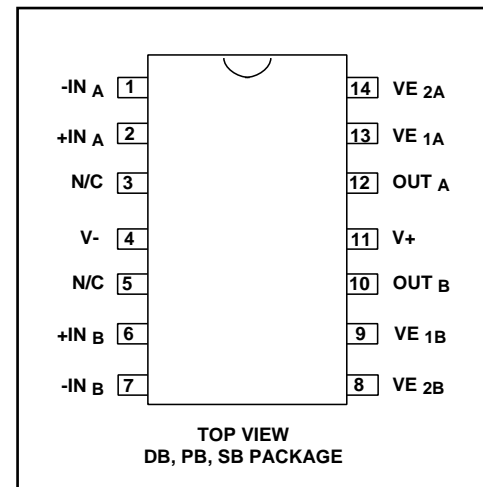 -IN A 1 14 VE 2A
+IN A 2 13 VE 1A
N/C 3 12 OUT A
V- 4 11 V+
N/C 5 10 OUT B
+IN B 6 9 VE 1B
-IN B 7 8 VE 2B
TOP VIEW
DB, PB, SB PACKAGE